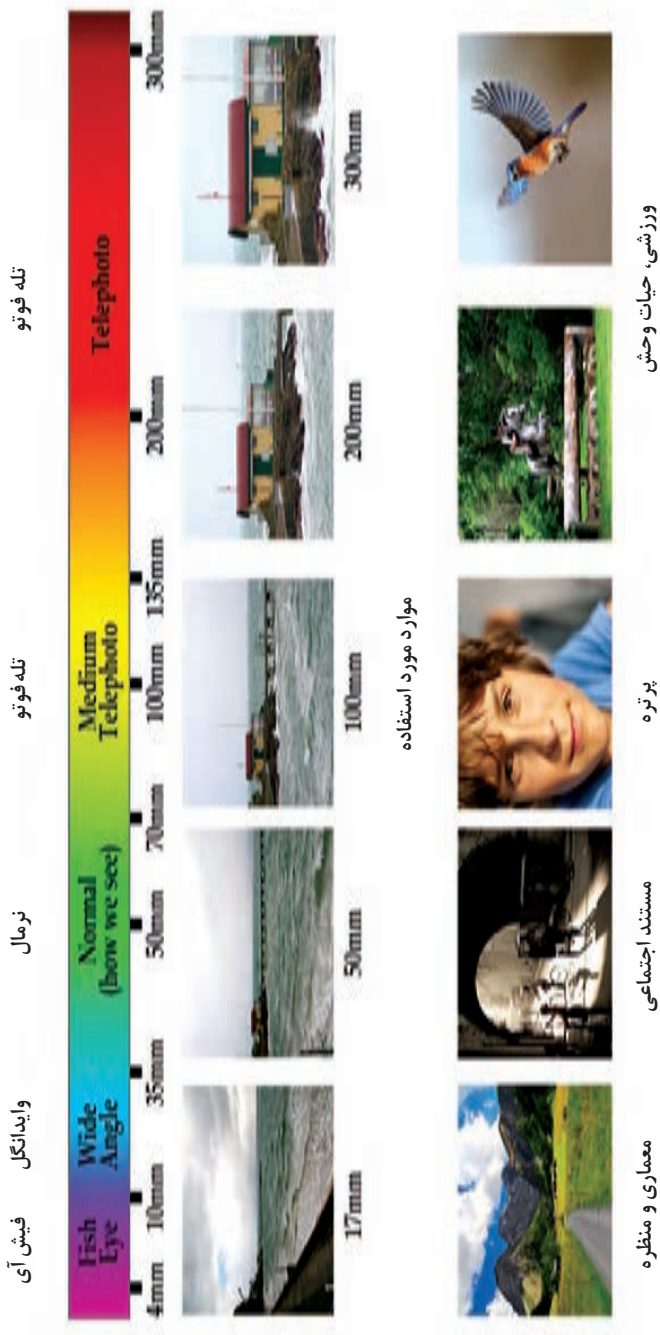 فیش آی
وایدانگل
نرمال
تله فوتو
تله فوتو
Fish
Eye
Wide
Angle
Normal
(how we see)
Medium
Telephoto
Telephoto
4mm
10mm
35mm
50mm
70mm
100mm
135mm
200mm
300mm
17mm
50mm
100mm
200mm
300mm
موارد مورد استفاده
معماری و منظره
مستند اجتماعی
پرتره
ورزشی، حیات وحش